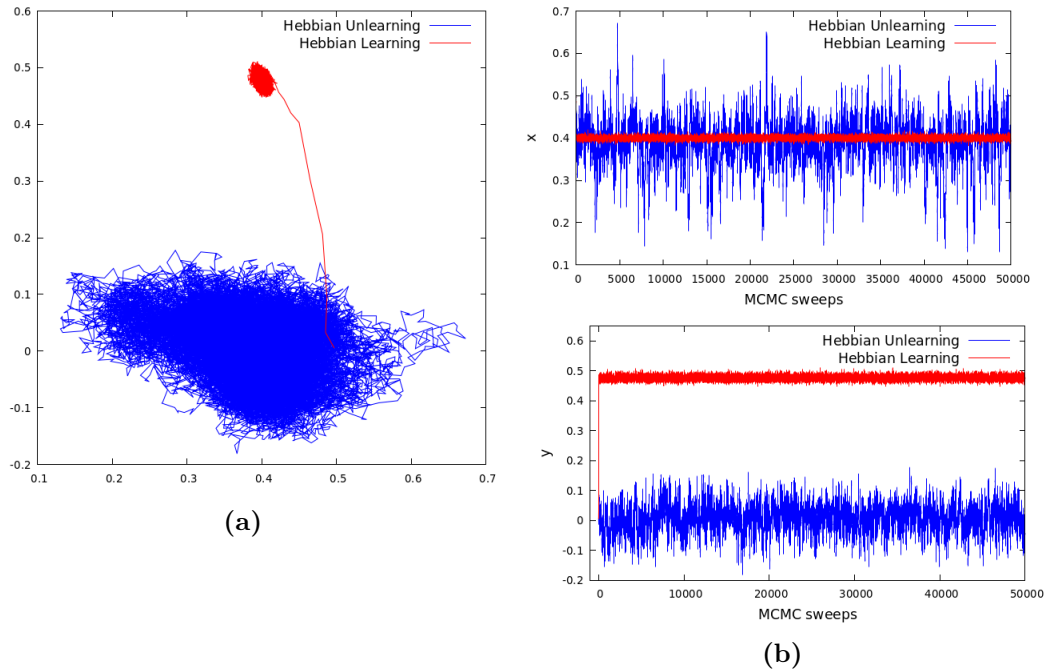 Hebbian Unlearning
Hebbian Learning
0.6
0.5
0.4
0.3
0.2
0.1
0
-0.1
-0.2
0.1 0.2 0.3 0.4 0.5 0.6 0.7
(a)
Hebbian Unlearning
Hebbian Learning
0.7
0.6
0.5
0.4
0.3
0.2
0.1
x
0 5000 10000 15000 20000 25000 30000 35000 40000 45000 50000
MCMC sweeps
Hebbian Unlearning
Hebbian Learning
0.6
0.5
0.4
0.3
0.2
0.1
0
-0.1
-0.2
y
0 10000 20000 30000 40000 50000
MCMC sweeps
(b)